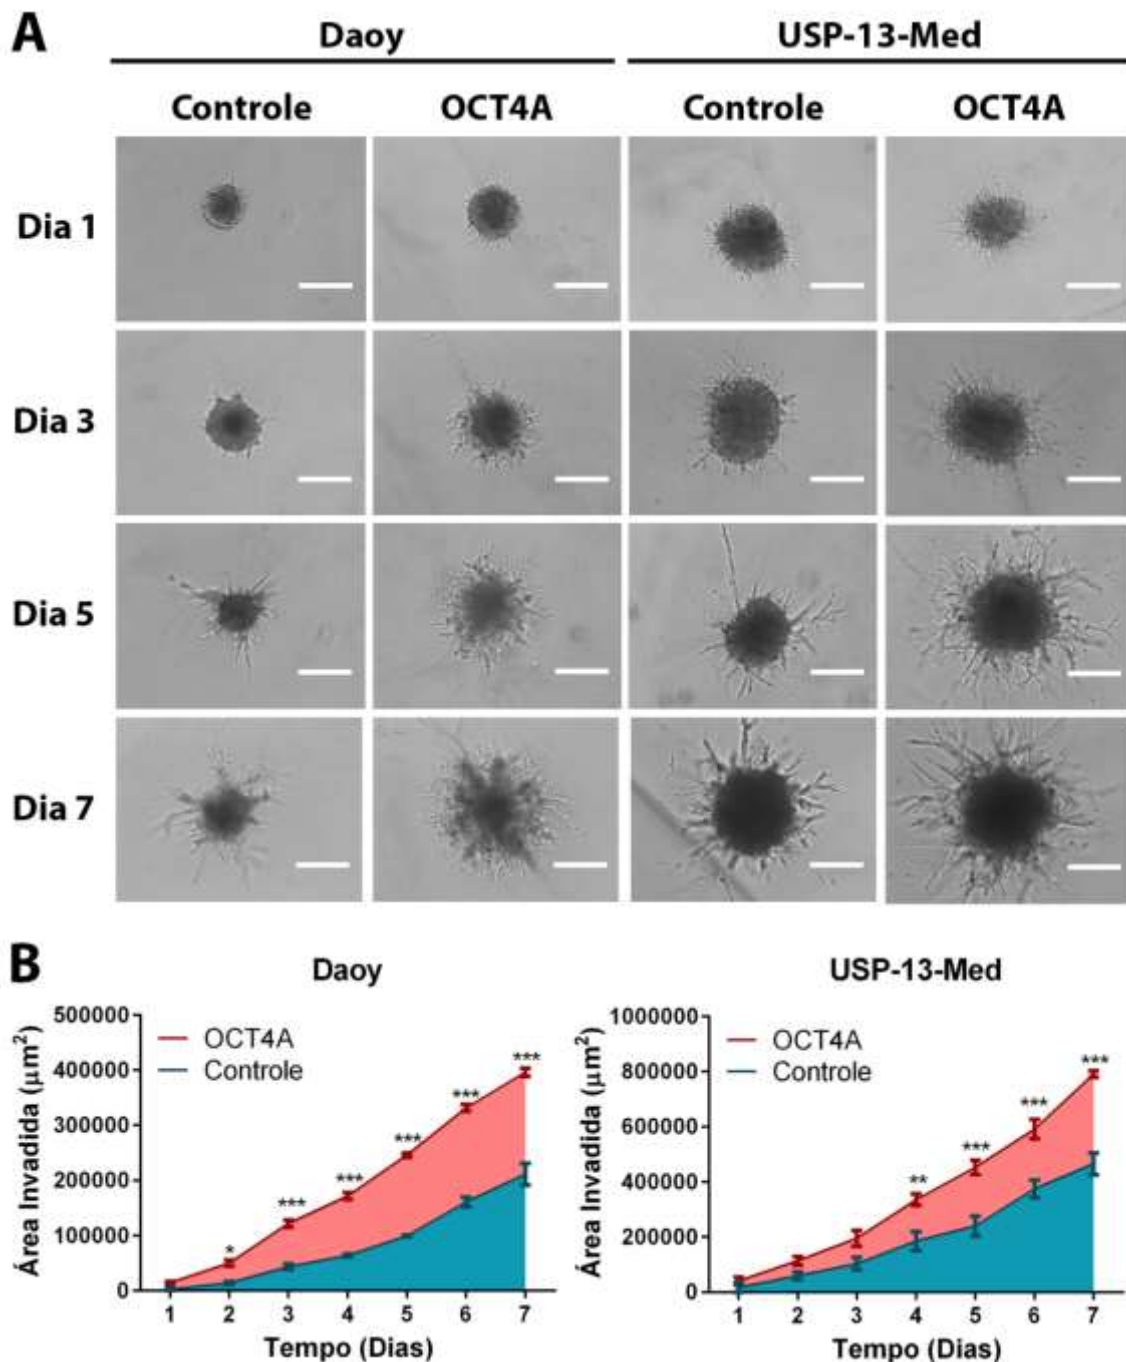 A
Daoy USP-13-Med
Controle OCT4A Controle OCT4A
Dia 1
Dia 3
Dia 5
Dia 7
B
Daoy
Área Invadida (μm²)
500000
400000
300000
200000
100000
0
OCT4A
Controle
*
***
***
***
***
***
1 2 3 4 5 6 7
Tempo (Dias)
USP-13-Med
Área Invadida (μm²)
1000000
800000
600000
400000
200000
0
OCT4A
Controle
**
***
***
***
1 2 3 4 5 6 7
Tempo (Dias)